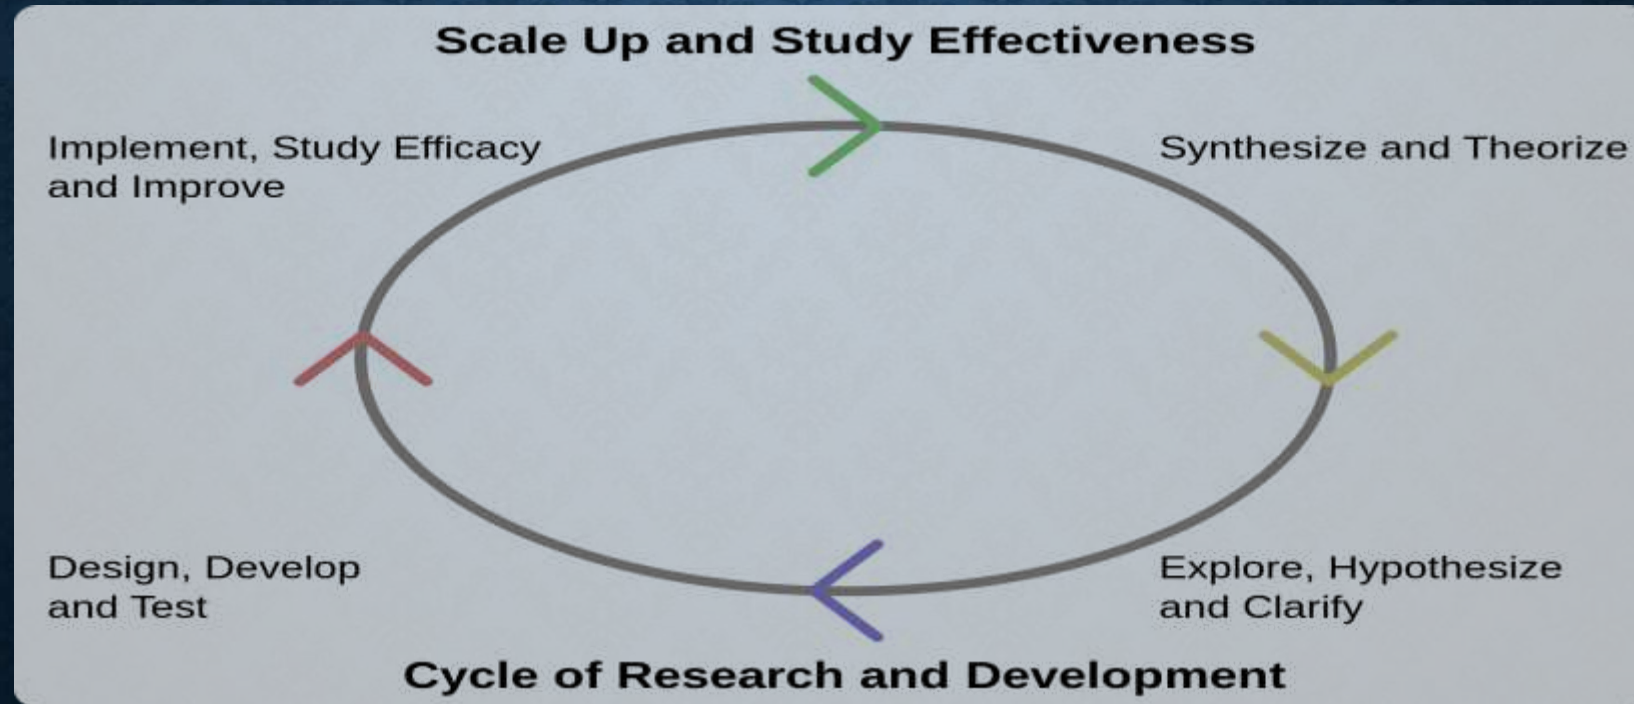 Scale Up and Study Effectiveness
Implement, Study Efficacy
and Improve
Synthesize and Theorize
Design, Develop
and Test
Explore, Hypothesize
and Clarify
Cycle of Research and Development